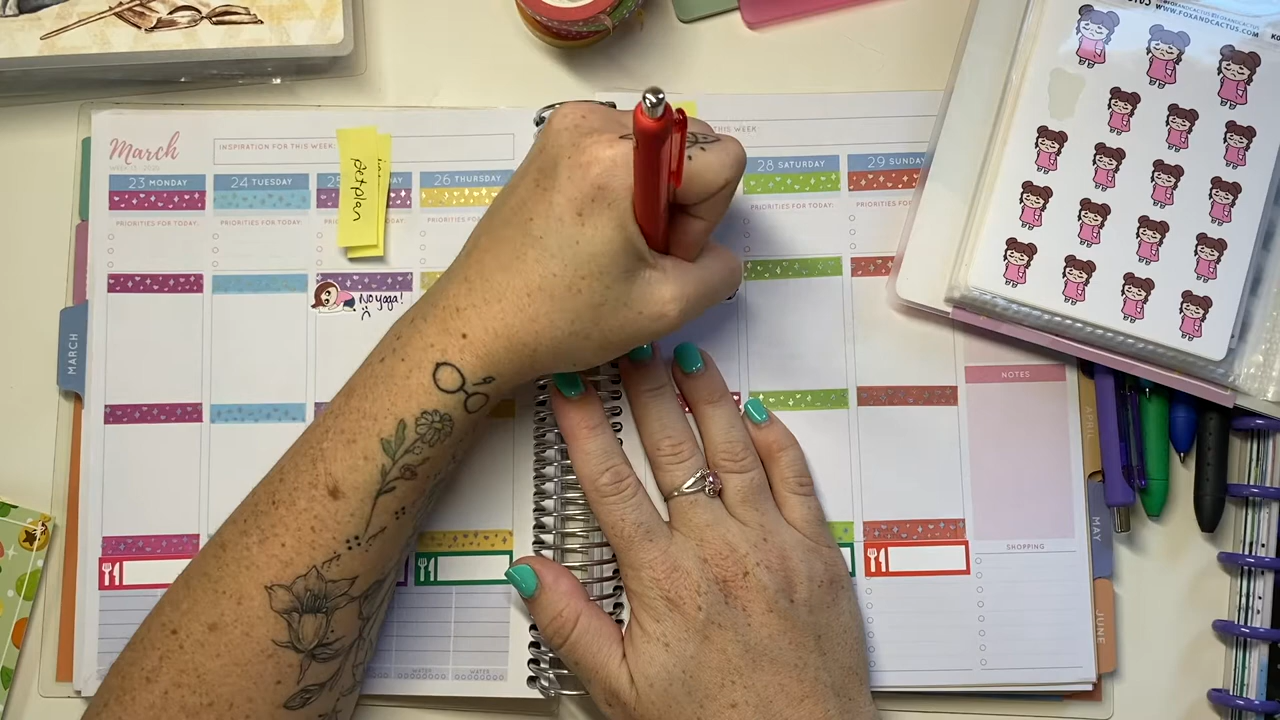 WWW.FOXANDCACTUS.COM
March
INSPIRATION FOR THIS WEEK:
THIS WEEK
23 MONDAY
24 TUESDAY
26 THURSDAY
28 SATURDAY
29 SUNDAY
petplan
PRIORITIES FOR TODAY:
PRIORITIES FOR TODAY:
PRIORITIES FOR TODAY:
No yoga!
MARCH
NOTES
APRIL
MAY
JUNE
SHOPPING
WATER
WATER